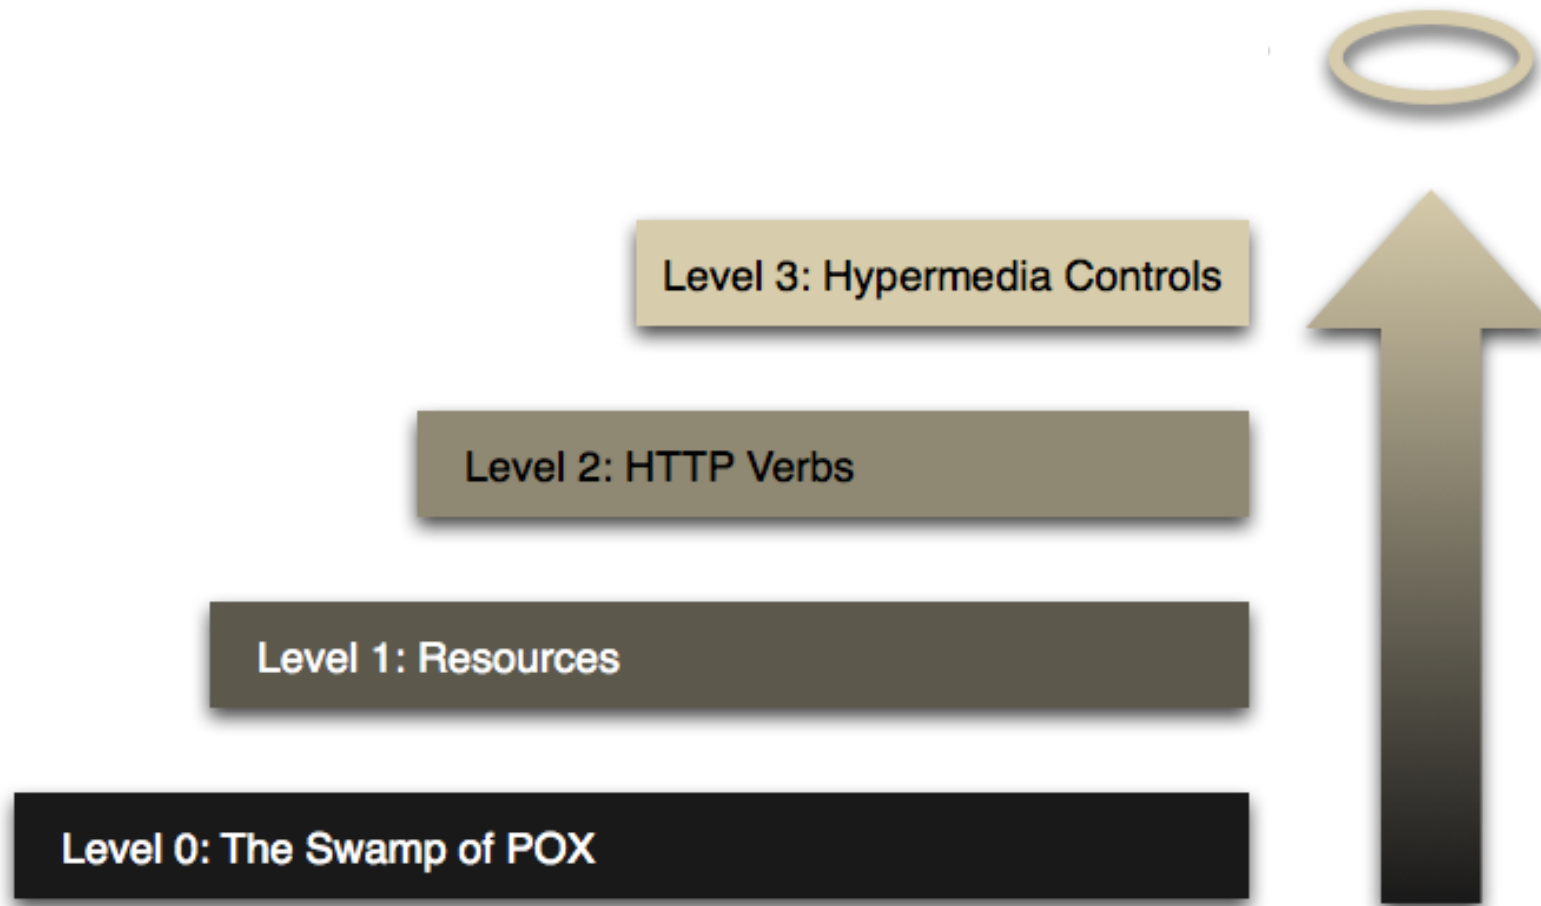 Level 3: Hypermedia Controls
Level 2: HTTP Verbs
Level 1: Resources
Level 0: The Swamp of POX